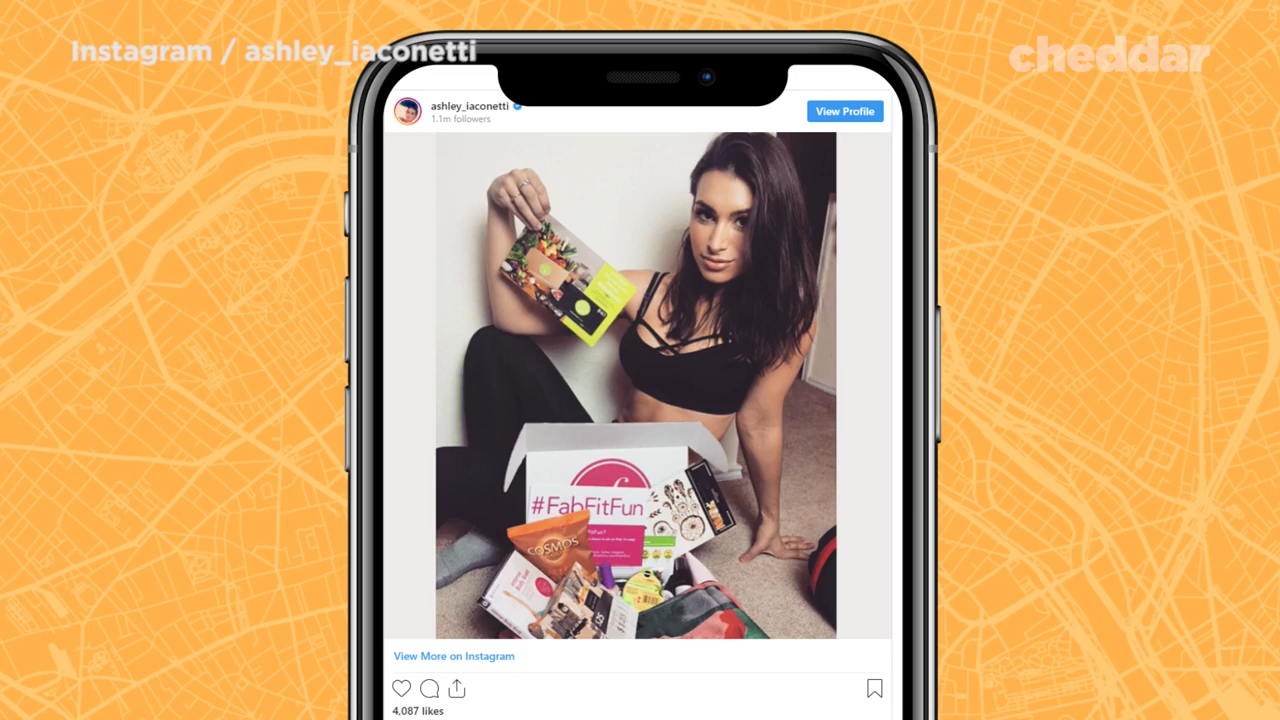 Instagram / ashley_iaconetti
cheddar
ashley_iaconetti
1.1m followers
View Profile
#FabFitFun
COSMOS
View More on Instagram
4,087 likes